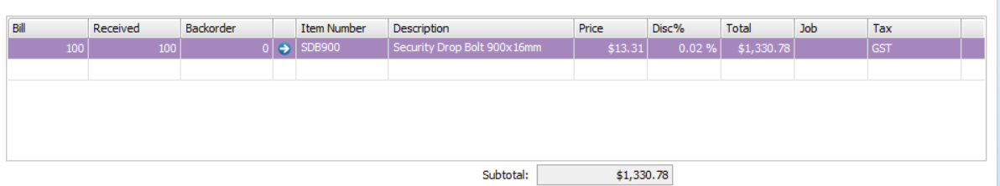 Bill Received Backorder Item Number Description Price Disc% Total Job Tax
100 100 0 SDB900 Security Drop Bolt 900x16mm $13.31 0.02 % $1,330.78 GST
Subtotal: $1,330.78